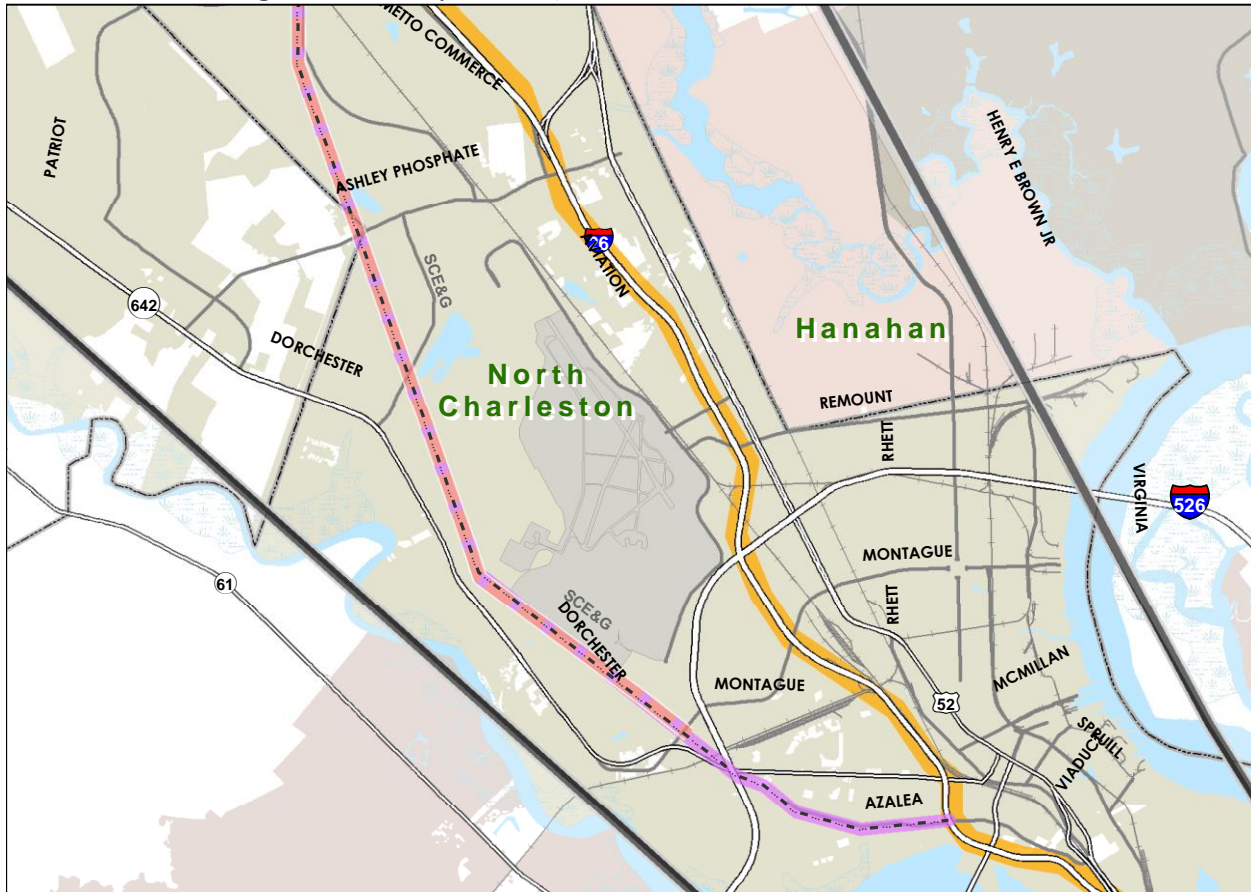 METTO COMMERCE
PATRIOT
ASHLEY PHOSPHATE
HENRY E BROWN JR
26
AVIATION
SCE&G
642
DORCHESTER
Hanahan
North
Charleston
REMOUNT
RHETT
VIRGINIA
526
MONTAGUE
61
RHETT
SCE&G
DORCHESTER
MONTAGUE
MCMILLAN
52
SPRUILL
VIADUCT
AZALEA